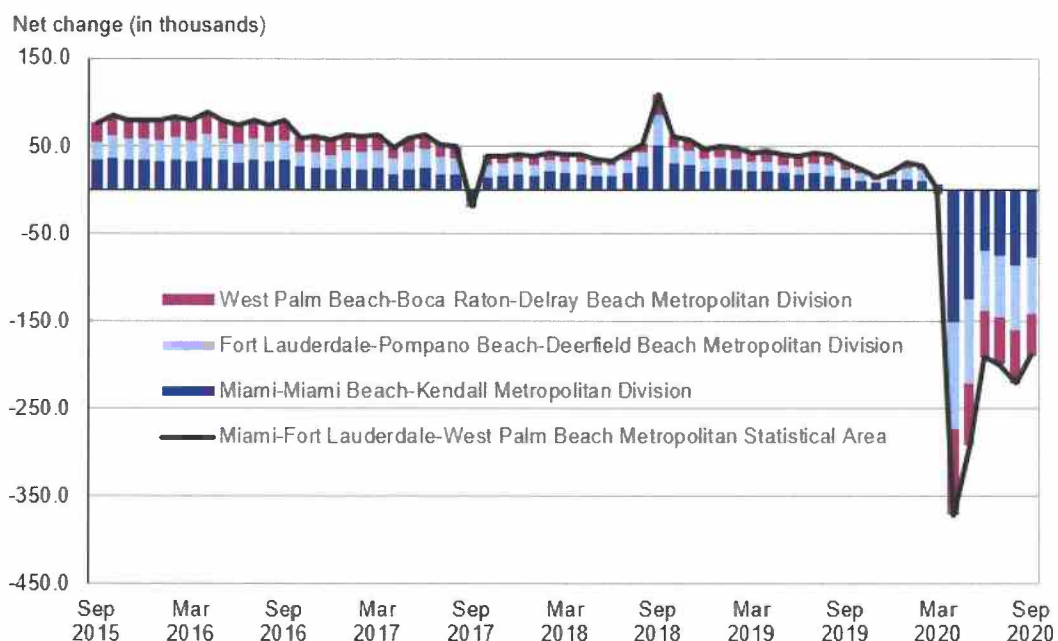 Net change (in thousands)
150.0
50.0
-50.0
-150.0
-250.0
-350.0
-450.0
West Palm Beach-Boca Raton-Delray Beach Metropolitan Division
Fort Lauderdale-Pompano Beach-Deerfield Beach Metropolitan Division
Miami-Miami Beach-Kendall Metropolitan Division
Miami-Fort Lauderdale-West Palm Beach Metropolitan Statistical Area
Sep Mar Sep Mar Sep Mar Sep Mar Sep Mar Sep
2015 2016 2016 2017 2017 2018 2018 2019 2019 2020 2020